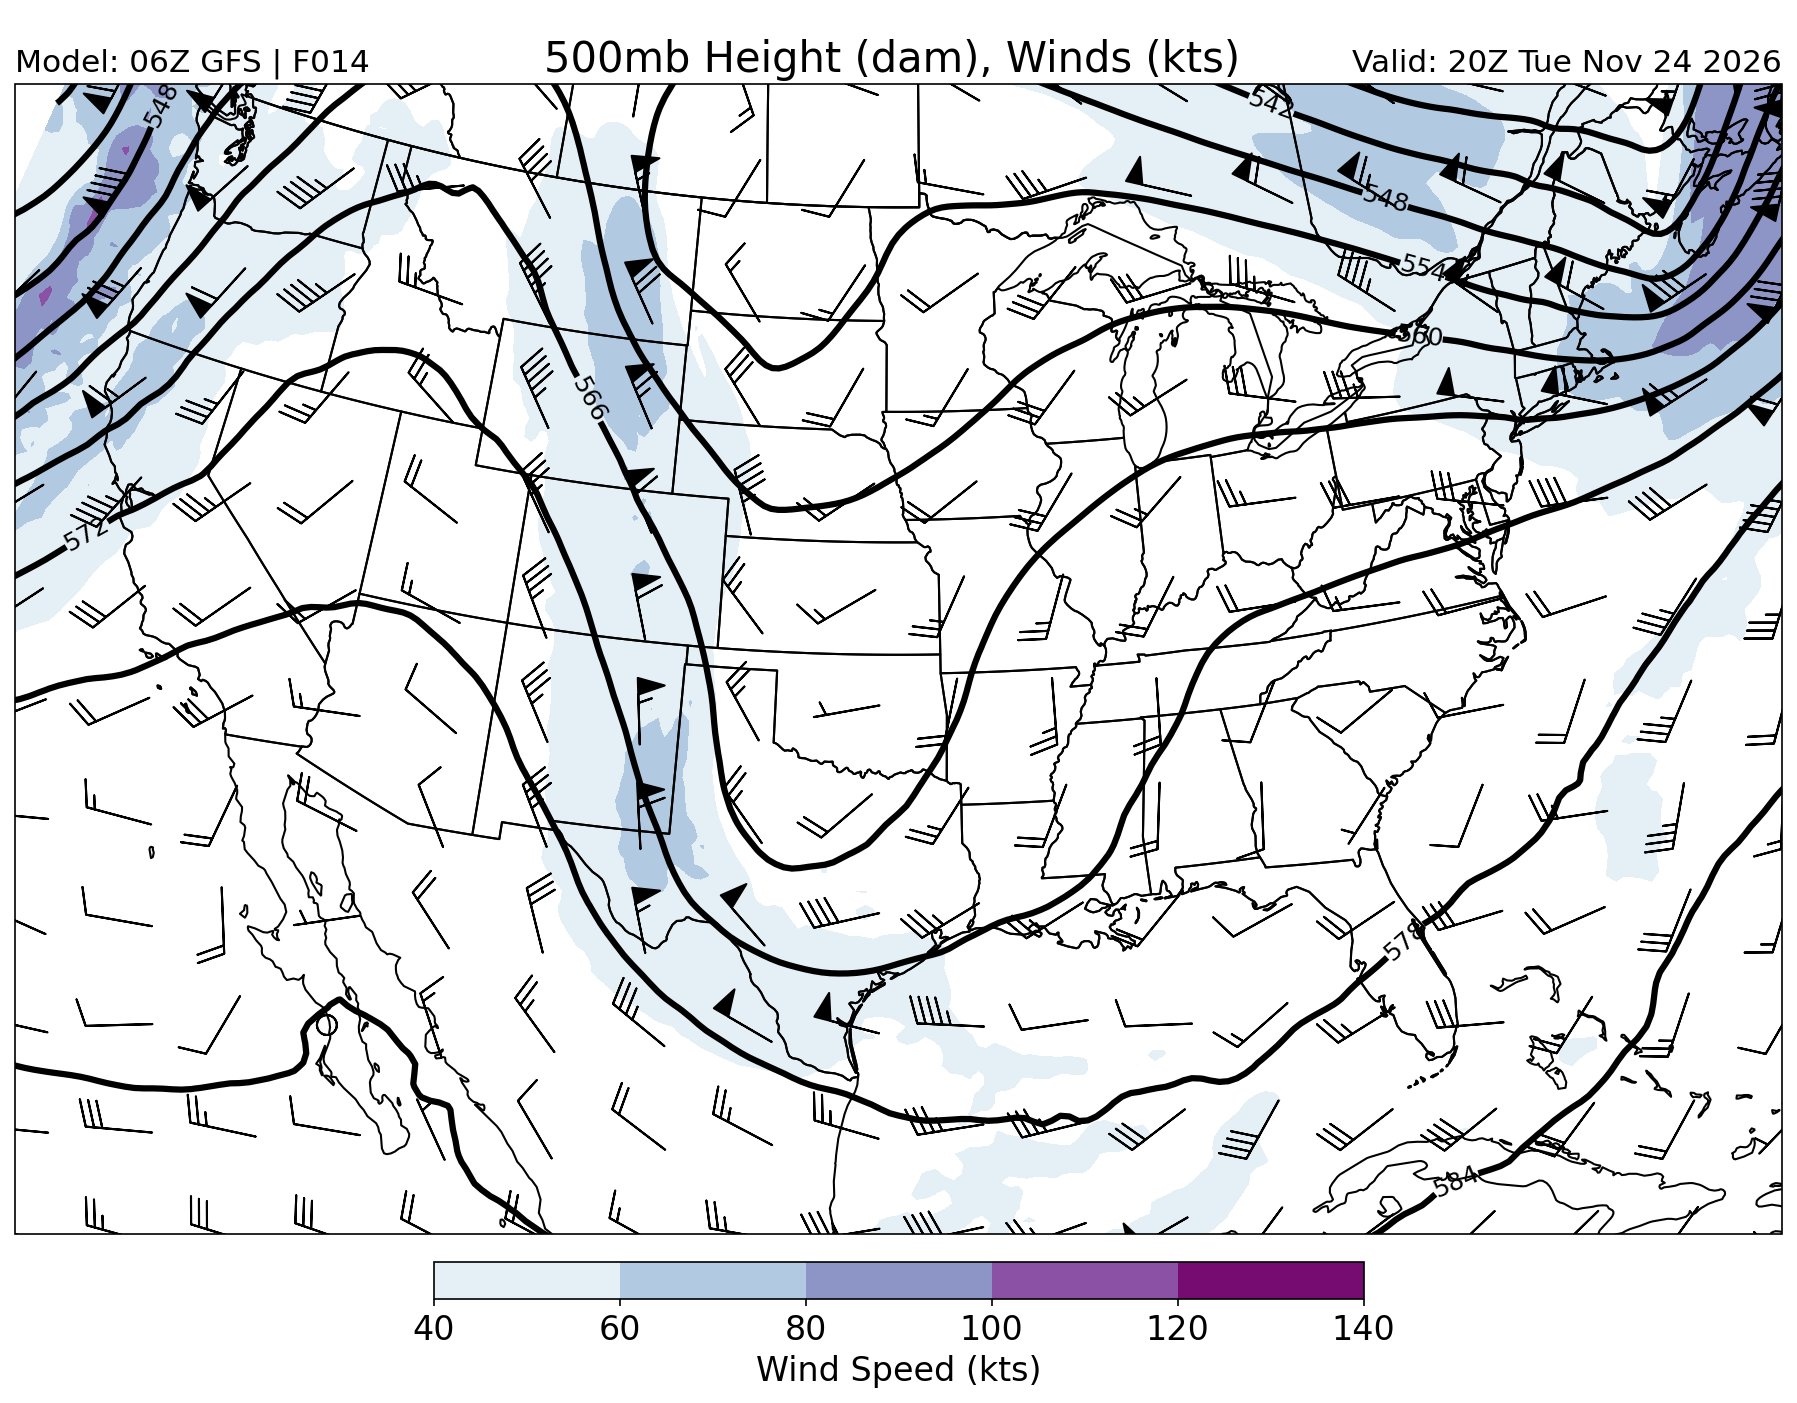 Model: 06Z GFS | F014
500mb Height (dam), Winds (kts)
Valid: 20Z Tue Nov 24 2026
548
542
548
554
560
566
572
578
584
40 60 80 100 120 140
Wind Speed (kts)